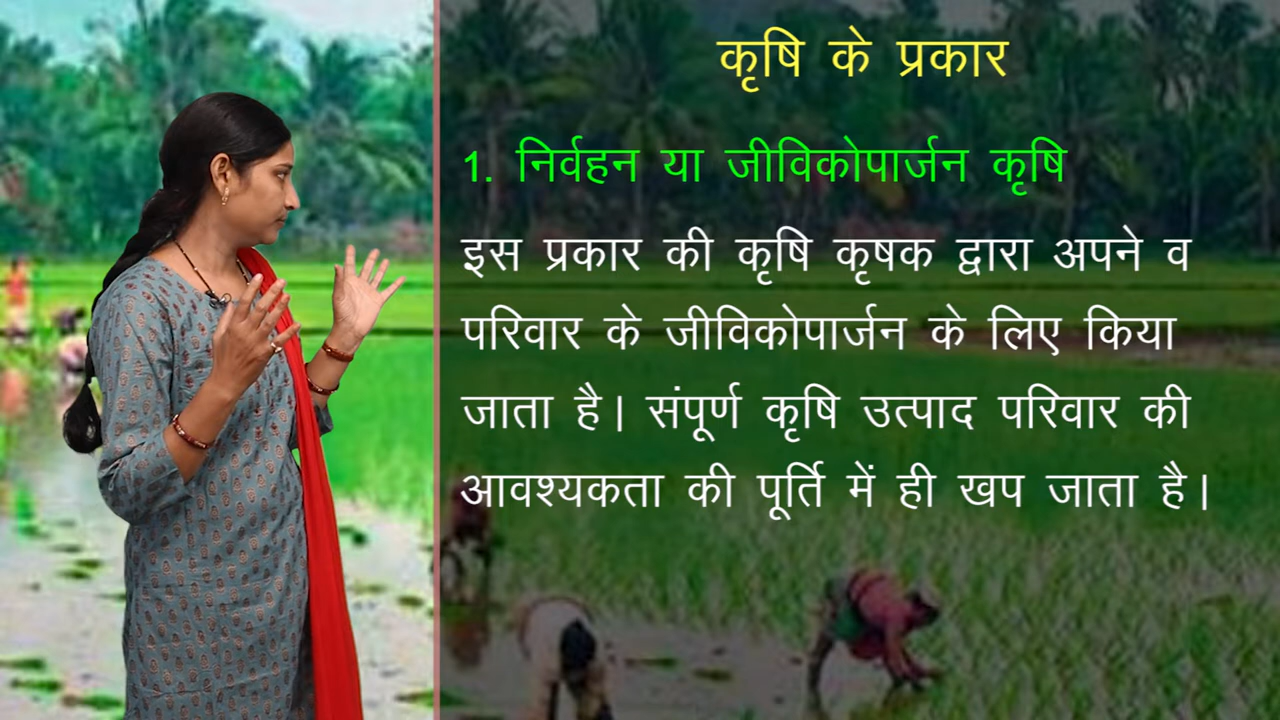 कृषि के प्रकार
1. निर्वहन या जीविकोपार्जन कृषि
इस प्रकार की कृषि कृषक द्वारा अपने व
परिवार के जीविकोपार्जन के लिए किया
जाता है। संपूर्ण कृषि उत्पाद परिवार की
आवश्यकता की पूर्ति में ही खप जाता है।